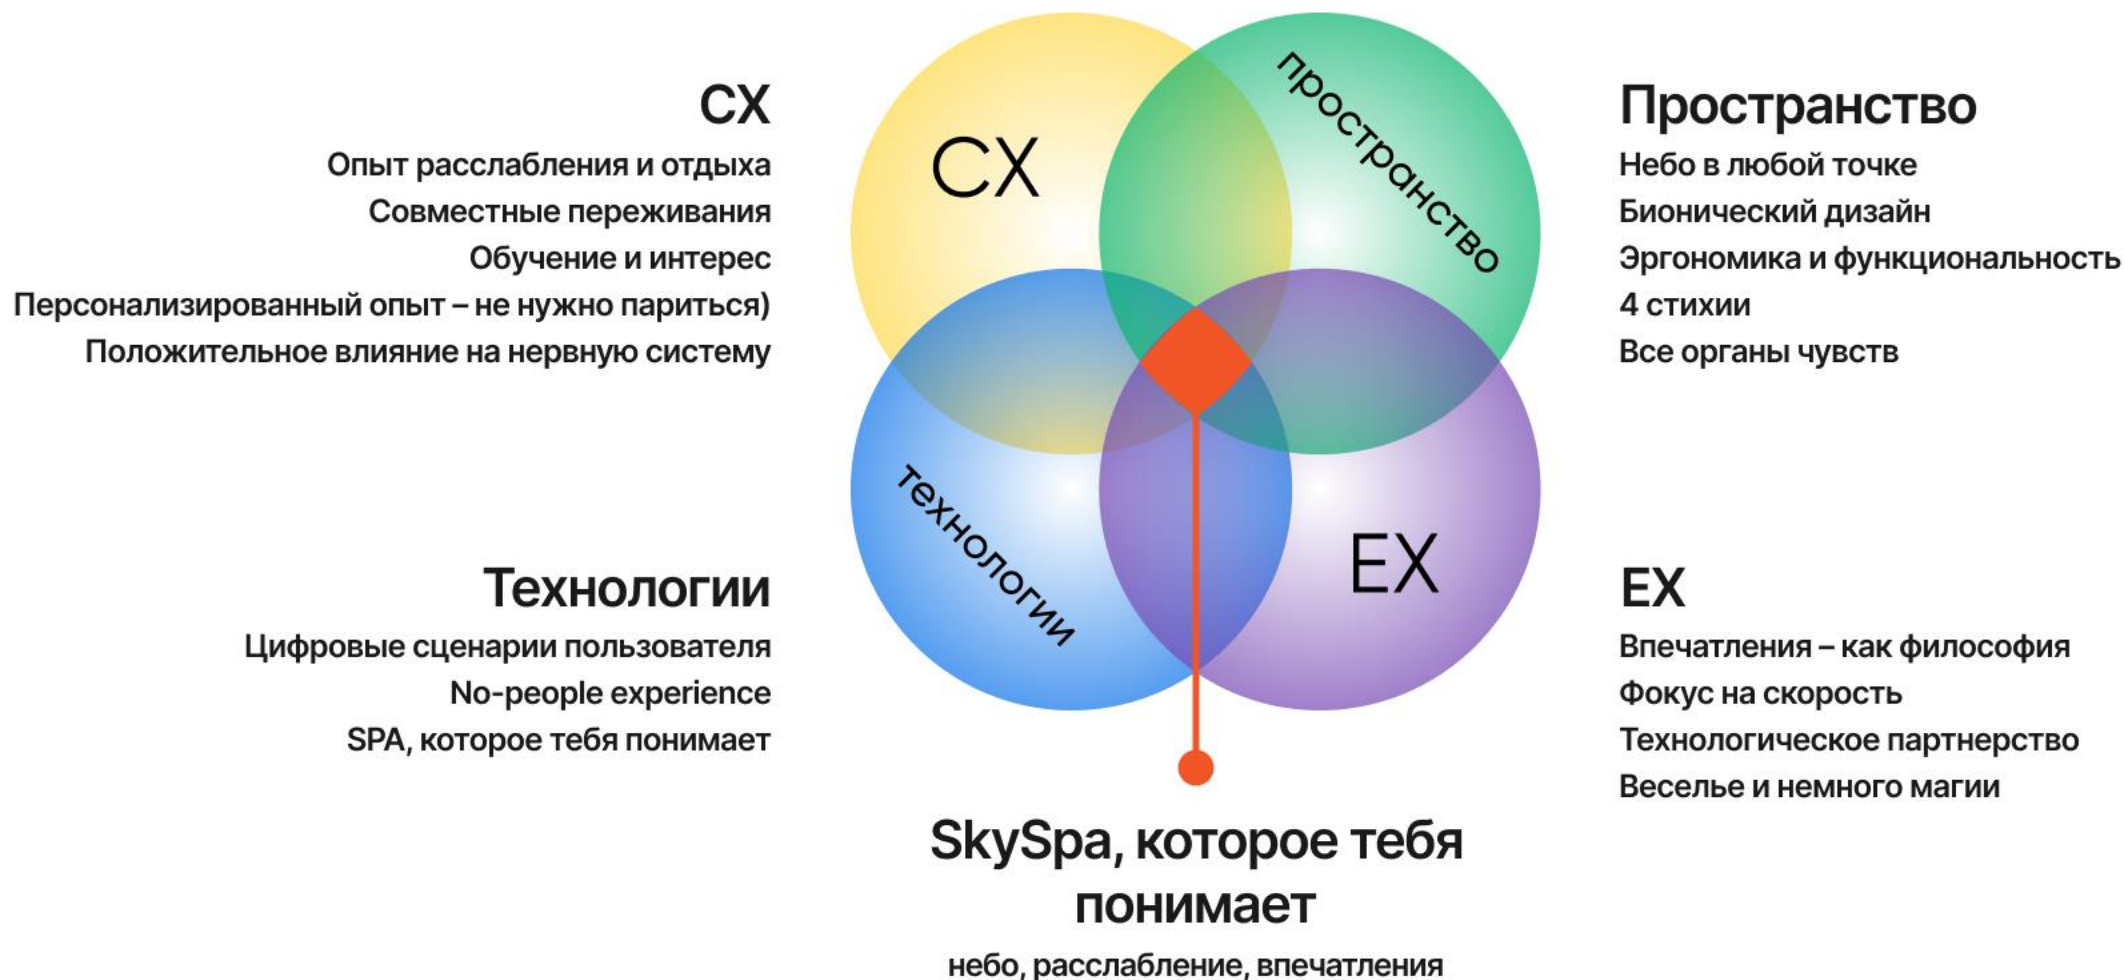 CX
Опыт расслабления и отдыха
Совместные переживания
Обучение и интерес
Персонализированный опыт – не нужно париться)
Положительное влияние на нервную систему
CX
пространство
Пространство
Небо в любой точке
Бионический дизайн
Эргономика и функциональность
4 стихии
Все органы чувств
Технологии
Цифровые сценарии пользователя
No-people experience
SPA, которое тебя понимает
технологии
EX
EX
Впечатления – как философия
Фокус на скорость
Технологическое партнерство
Веселье и немного магии
SkySpa, которое тебя
понимает
небо, расслабление, впечатления